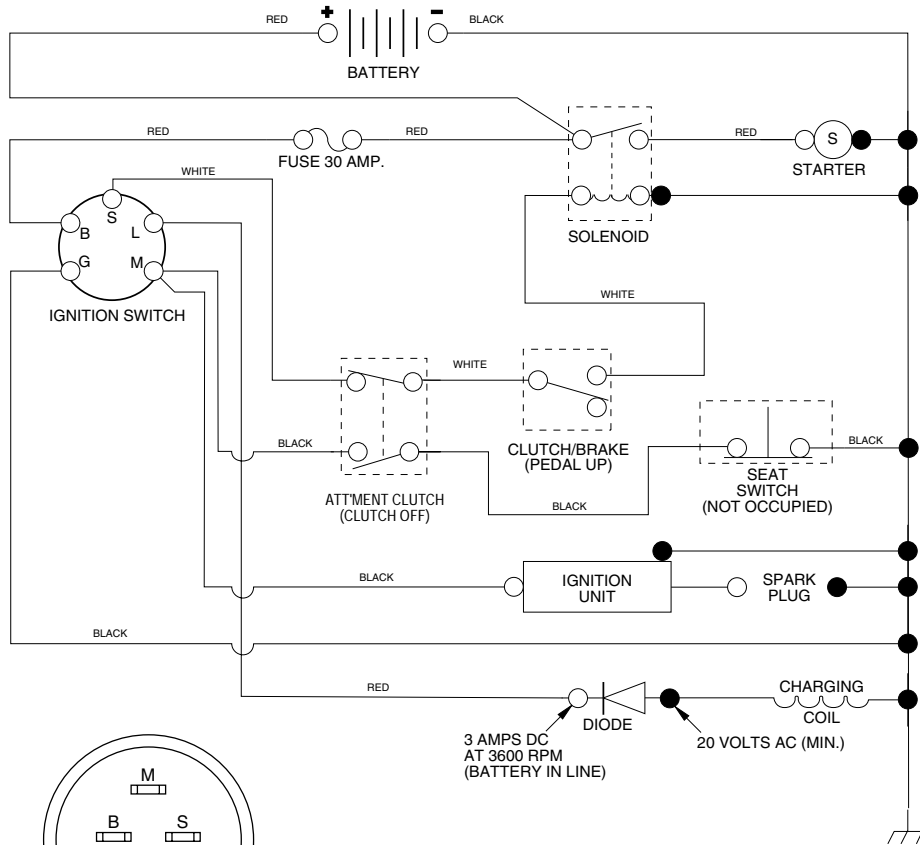 RED + - BLACK
BATTERY
RED RED RED S
FUSE 30 AMP. STARTER
WHITE
S
B L
G M
SOLENOID
IGNITION SWITCH
WHITE
WHITE
BLACK
CLUTCH/BRAKE
(PEDAL UP)
BLACK
SEAT
SWITCH
(NOT OCCUPIED)
ATT'MENT CLUTCH
(CLUTCH OFF)
BLACK
BLACK
IGNITION
UNIT
SPARK
PLUG
BLACK
RED
CHARGING
COIL
DIODE
3 AMPS DC
AT 3600 RPM
(BATTERY IN LINE)
20 VOLTS AC (MIN.)
M
B S